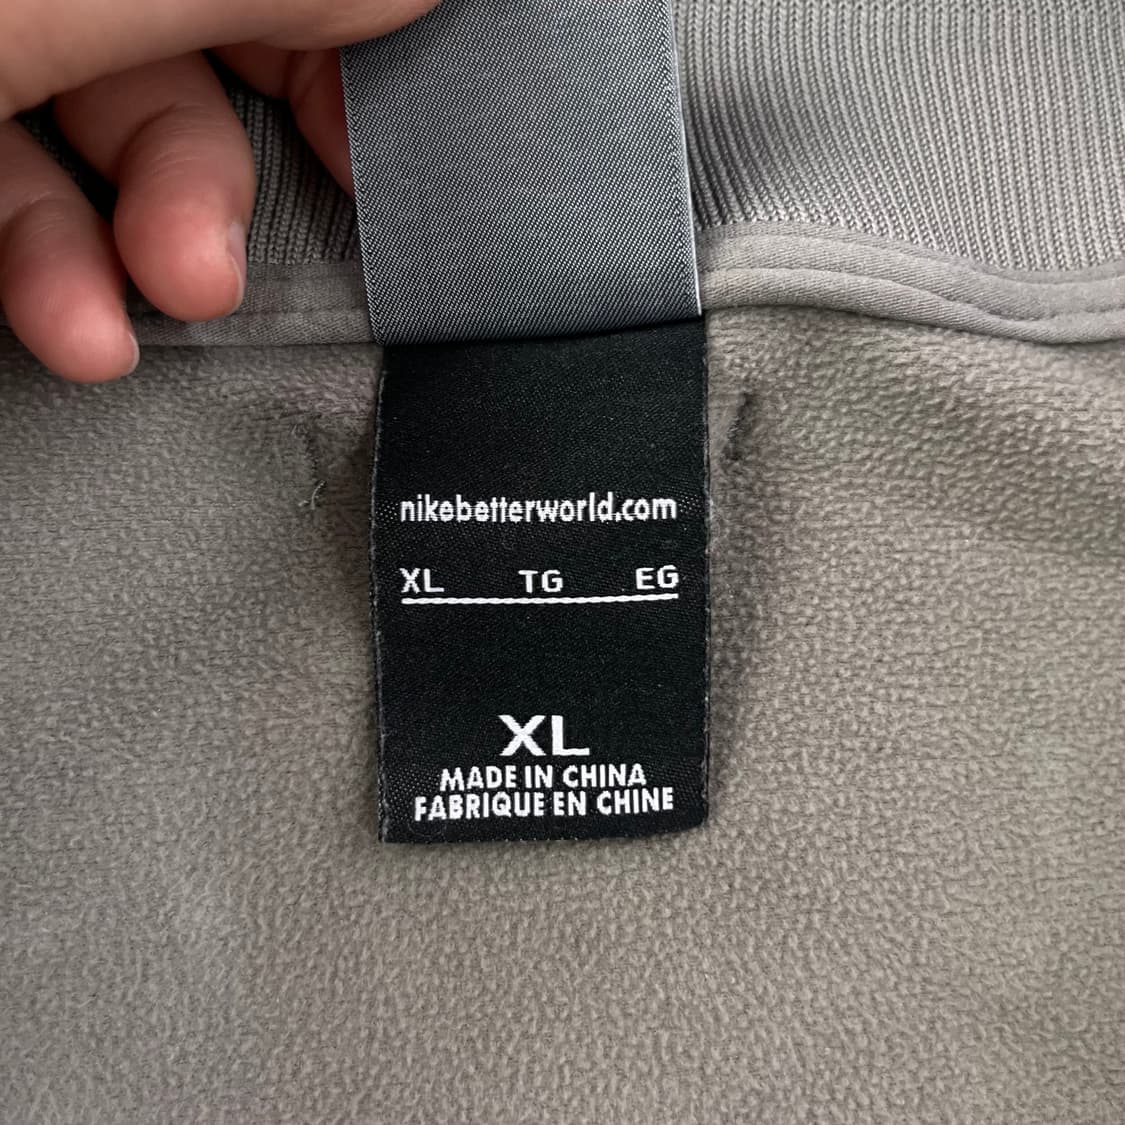 nikebetterworld.com
XL TG EG
XL
MADE IN CHINA
FABRIQUE EN CHINE